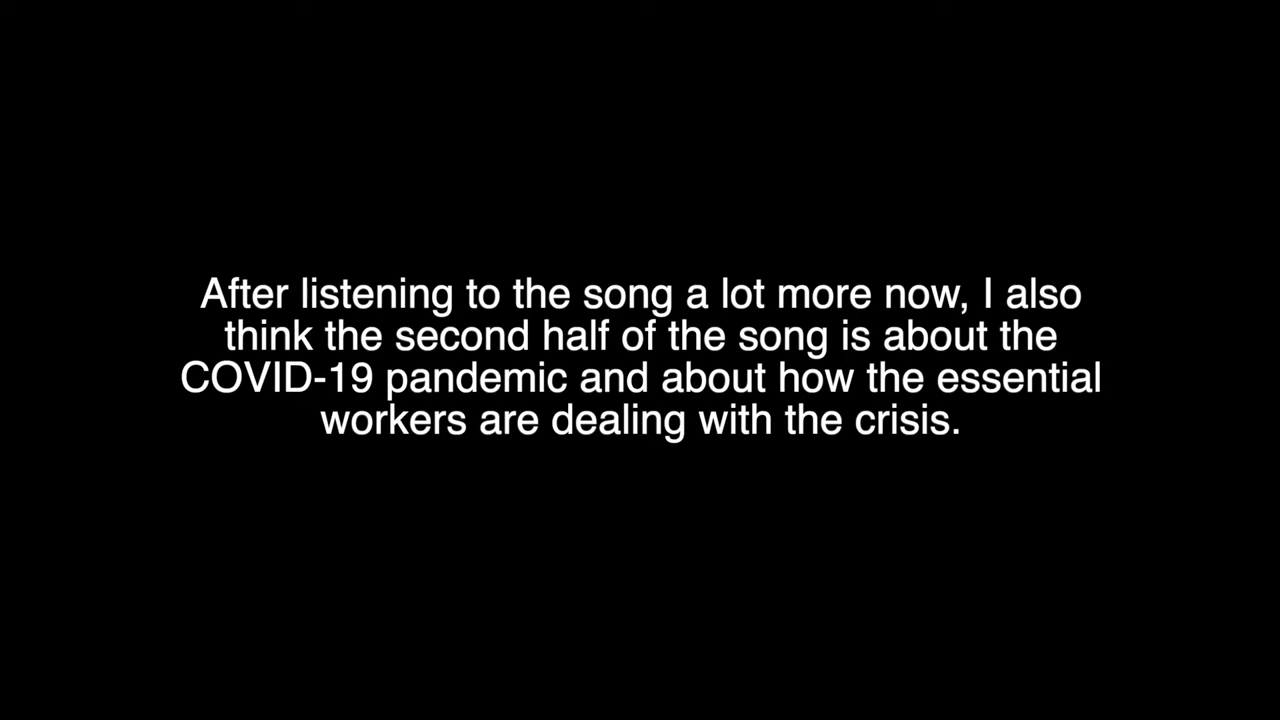 After listening to the song a lot more now, I also
think the second half of the song is about the
COVID-19 pandemic and about how the essential
workers are dealing with the crisis.